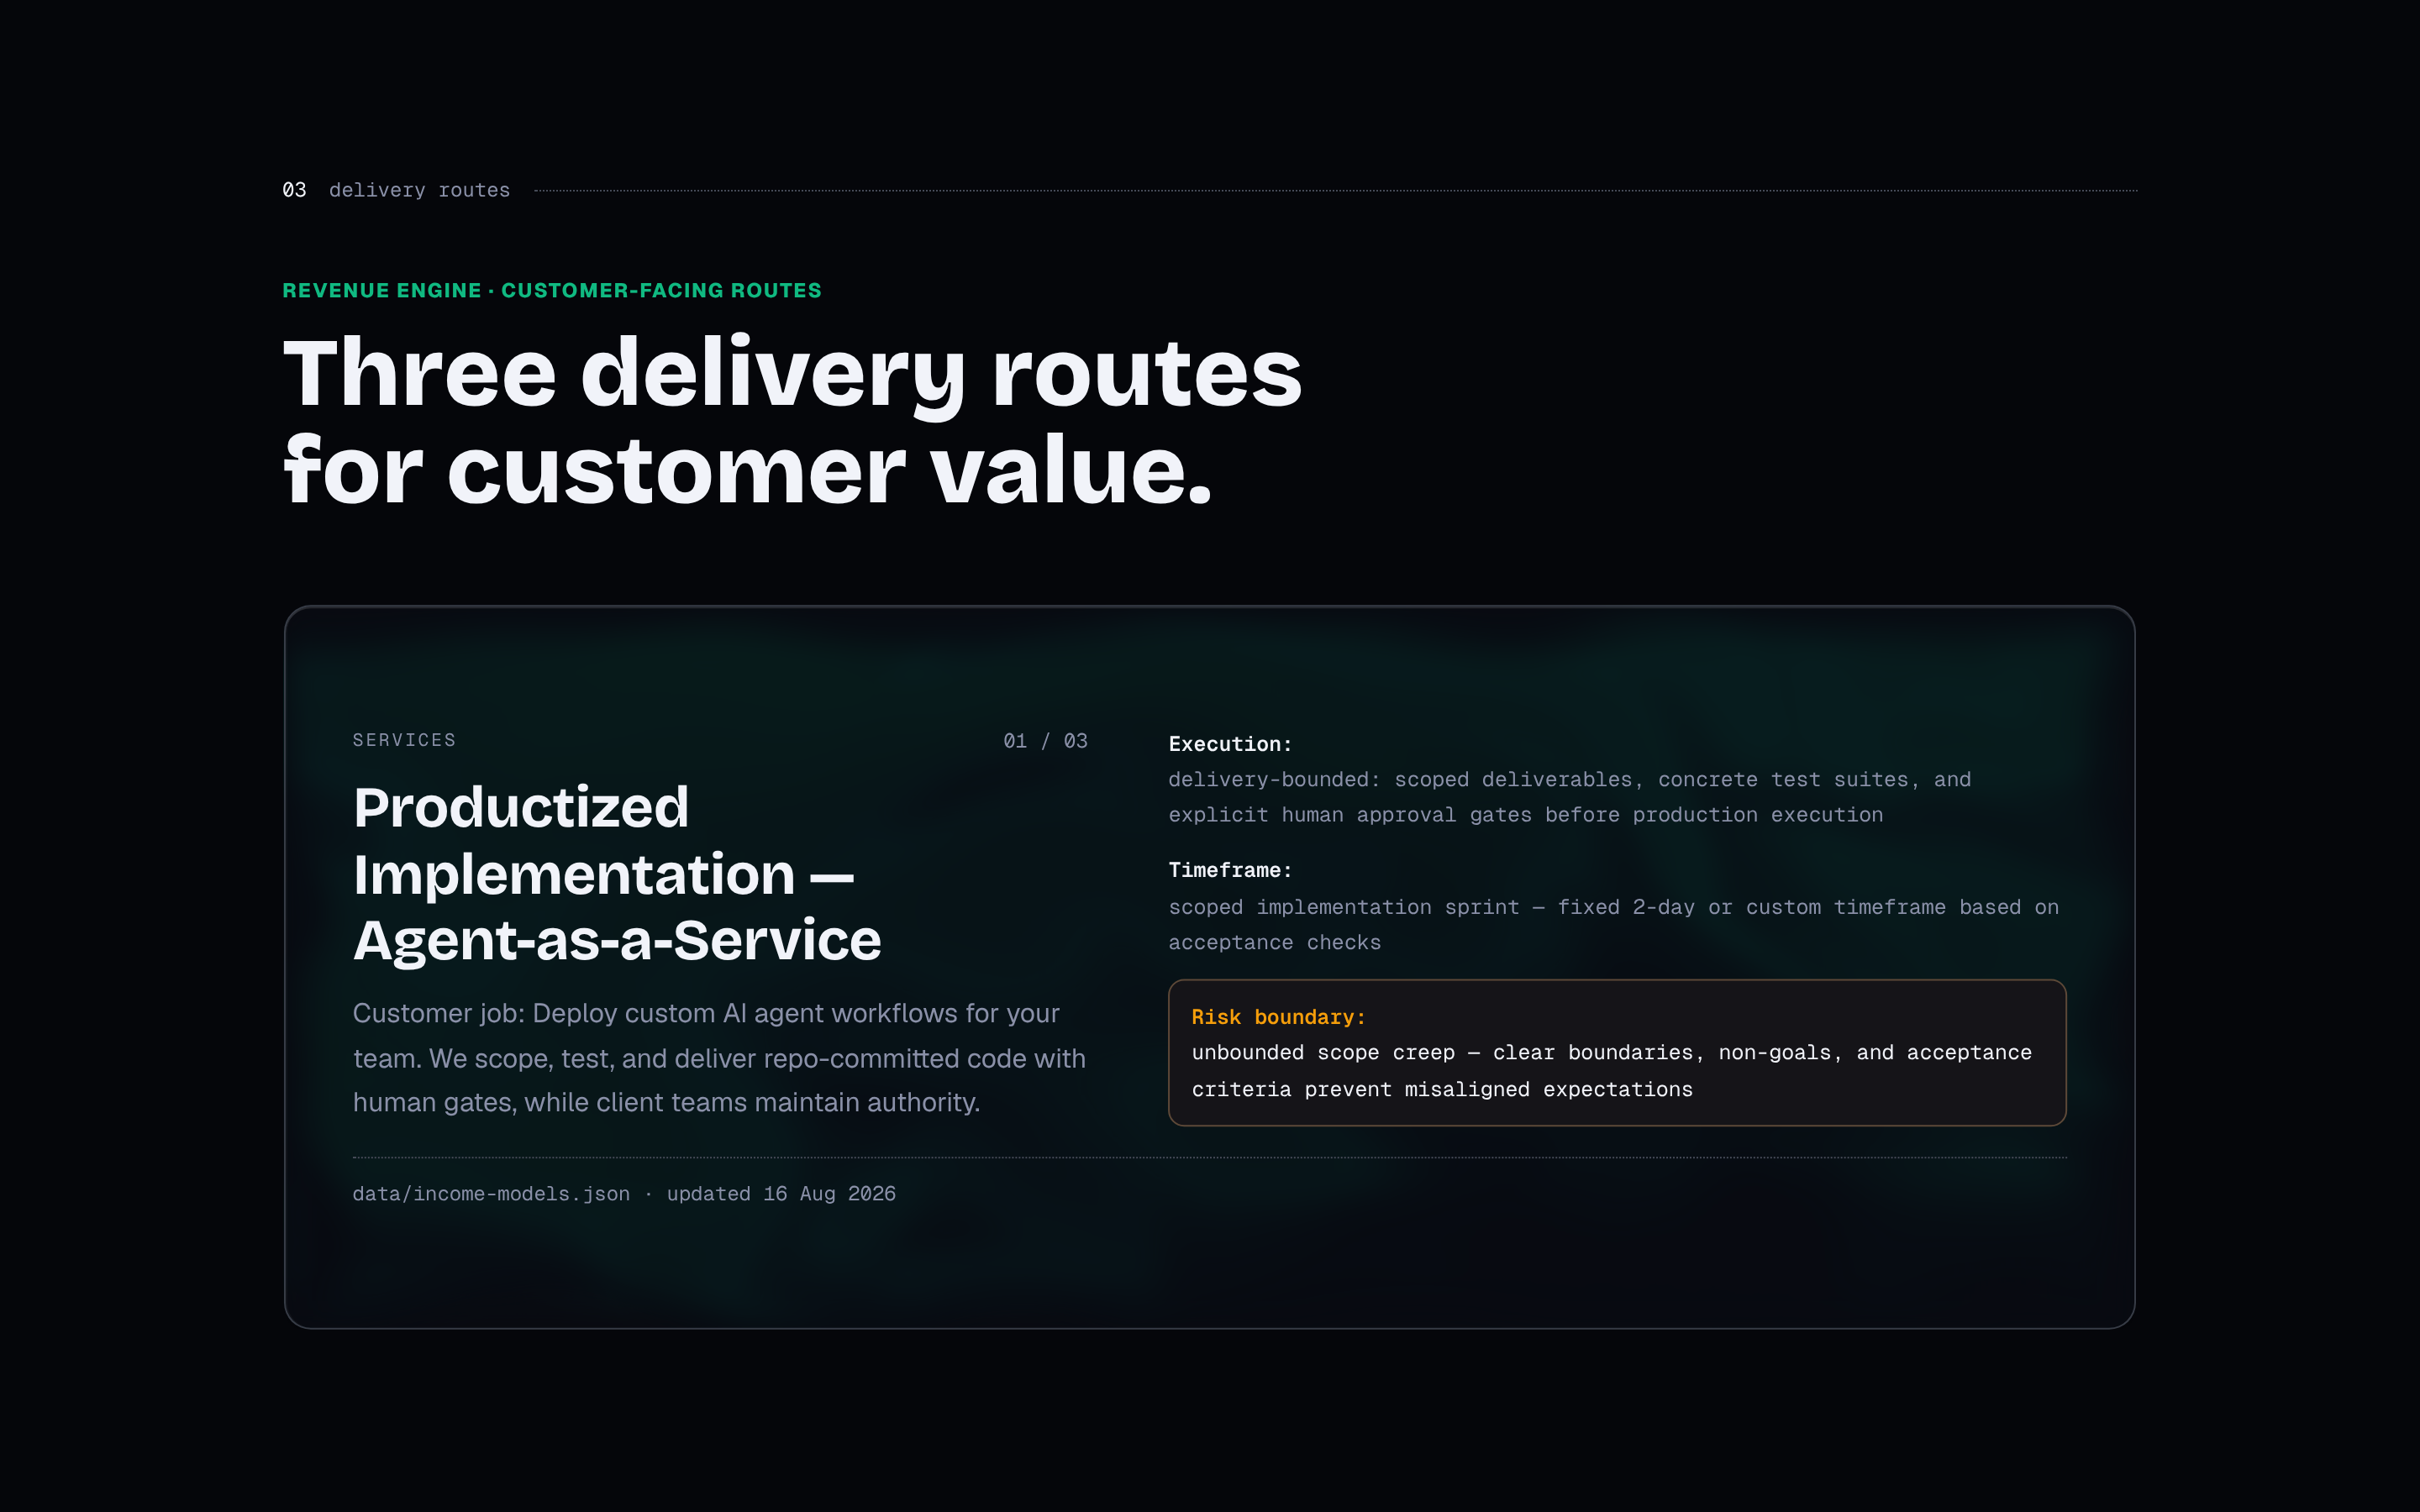 03 delivery routes
REVENUE ENGINE · CUSTOMER-FACING ROUTES
Three delivery routes
for customer value.
SERVICES
01 / 03
Productized
Implementation —
Agent-as-a-Service
Customer job: Deploy custom AI agent workflows for your
team. We scope, test, and deliver repo-committed code with
human gates, while client teams maintain authority.
Execution:
delivery-bounded: scoped deliverables, concrete test suites, and
explicit human approval gates before production execution
Timeframe:
scoped implementation sprint — fixed 2-day or custom timeframe based on
acceptance checks
Risk boundary:
unbounded scope creep — clear boundaries, non-goals, and acceptance
criteria prevent misaligned expectations
data/income-models.json · updated 16 Aug 2026